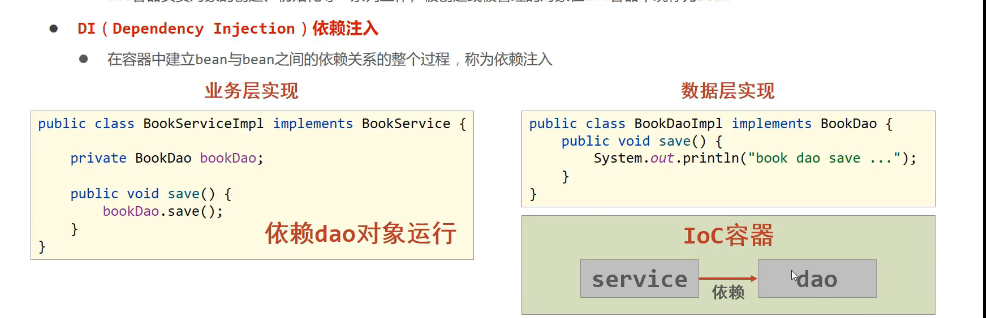 DI（Dependency Injection）依赖注入
在容器中建立bean与bean之间的依赖关系的整个过程，称为依赖注入
业务层实现
public class BookServiceImpl implements BookService {
private BookDao bookDao;
public void save() {
bookDao.save();
}
}
依赖dao对象运行
数据层实现
public class BookDaoImpl implements BookDao {
public void save() {
System.out.println("book dao save ...");
}
}
IoC容器
service
依赖
dao